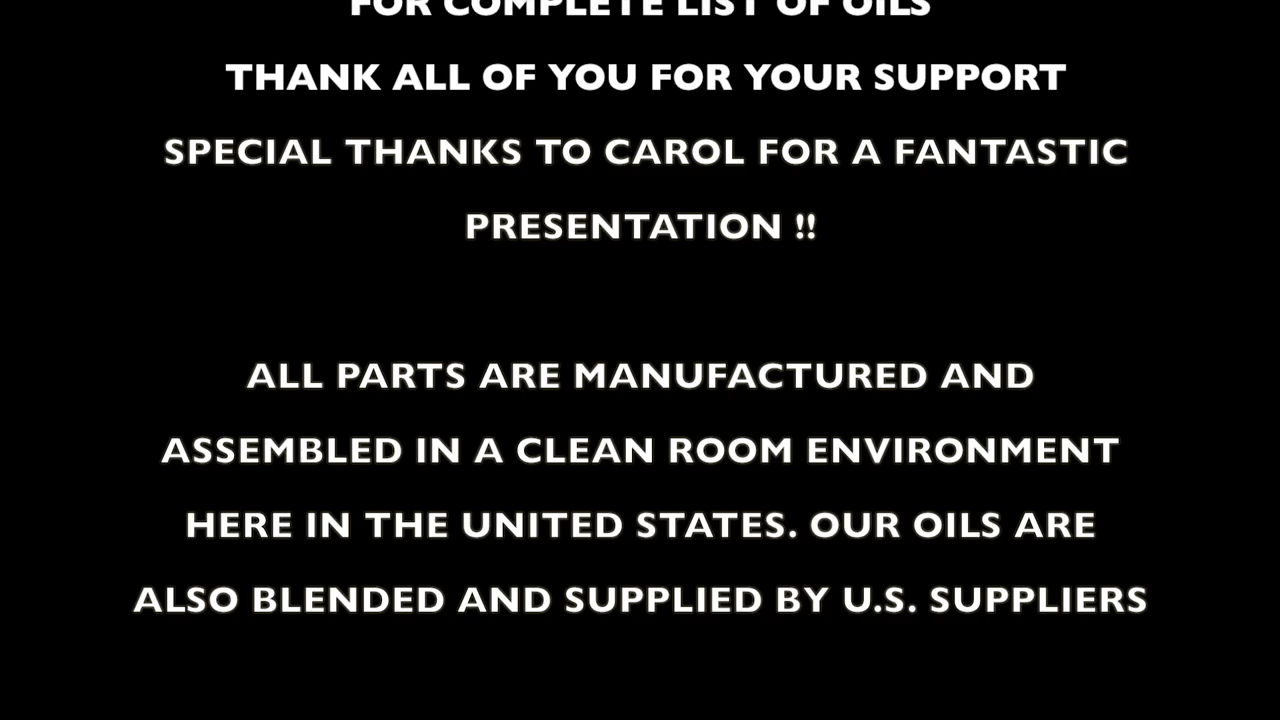 FOR COMPLETE LIST OF OILS
THANK ALL OF YOU FOR YOUR SUPPORT
SPECIAL THANKS TO CAROL FOR A FANTASTIC
PRESENTATION !!
ALL PARTS ARE MANUFACTURED AND
ASSEMBLED IN A CLEAN ROOM ENVIRONMENT
HERE IN THE UNITED STATES. OUR OILS ARE
ALSO BLENDED AND SUPPLIED BY U.S. SUPPLIERS